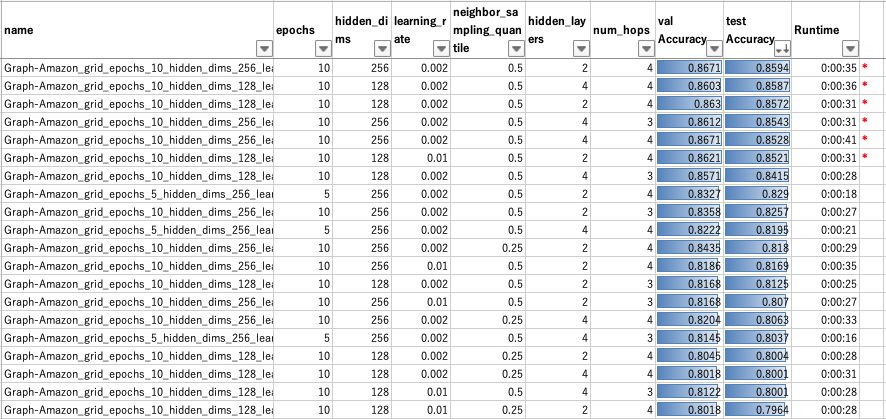 name epochs hidden_di ms learning_r ate neighbor_sa mpling_quan tile hidden_lay ers num_hops val Accuracy test Accuracy Runtime
Graph-Amazon_grid_epochs_10_hidden_dims_256_lea 10 256 0.002 0.5 2 4 0.8671 0.8594 0:00:35 *
Graph-Amazon_grid_epochs_10_hidden_dims_128_lea 10 128 0.002 0.5 4 4 0.8603 0.8587 0:00:36 *
Graph-Amazon_grid_epochs_10_hidden_dims_128_lea 10 128 0.002 0.5 2 4 0.863 0.8572 0:00:31 *
Graph-Amazon_grid_epochs_10_hidden_dims_256_lea 10 256 0.002 0.5 4 3 0.8612 0.8543 0:00:31 *
Graph-Amazon_grid_epochs_10_hidden_dims_256_lea 10 256 0.002 0.5 4 4 0.8671 0.8528 0:00:41 *
Graph-Amazon_grid_epochs_10_hidden_dims_128_lea 10 128 0.01 0.5 2 4 0.8621 0.8521 0:00:31 *
Graph-Amazon_grid_epochs_10_hidden_dims_128_lea 10 128 0.002 0.5 4 3 0.8571 0.8415 0:00:28
Graph-Amazon_grid_epochs_5_hidden_dims_256_lear 5 256 0.002 0.5 2 4 0.8327 0.829 0:00:18
Graph-Amazon_grid_epochs_10_hidden_dims_256_lea 10 256 0.002 0.5 2 3 0.8358 0.8257 0:00:27
Graph-Amazon_grid_epochs_5_hidden_dims_256_lear 5 256 0.002 0.5 4 4 0.8222 0.8195 0:00:21
Graph-Amazon_grid_epochs_10_hidden_dims_256_lea 10 256 0.002 0.25 2 4 0.8435 0.818 0:00:29
Graph-Amazon_grid_epochs_10_hidden_dims_256_lea 10 256 0.01 0.5 2 4 0.8186 0.8169 0:00:35
Graph-Amazon_grid_epochs_10_hidden_dims_128_lea 10 128 0.002 0.5 2 3 0.8168 0.8125 0:00:25
Graph-Amazon_grid_epochs_10_hidden_dims_256_lea 10 256 0.01 0.5 2 3 0.8168 0.807 0:00:27
Graph-Amazon_grid_epochs_10_hidden_dims_256_lea 10 256 0.002 0.25 4 4 0.8204 0.8063 0:00:33
Graph-Amazon_grid_epochs_5_hidden_dims_256_lear 5 256 0.002 0.5 4 3 0.8145 0.8037 0:00:16
Graph-Amazon_grid_epochs_10_hidden_dims_128_lea 10 128 0.002 0.25 2 4 0.8045 0.8004 0:00:28
Graph-Amazon_grid_epochs_10_hidden_dims_128_lea 10 128 0.002 0.25 4 4 0.8018 0.8001 0:00:31
Graph-Amazon_grid_epochs_10_hidden_dims_128_lea 10 128 0.01 0.5 4 3 0.8122 0.8001 0:00:28
Graph-Amazon_grid_epochs_10_hidden_dims_128_lea 10 128 0.01 0.25 2 4 0.8018 0.7964 0:00:28